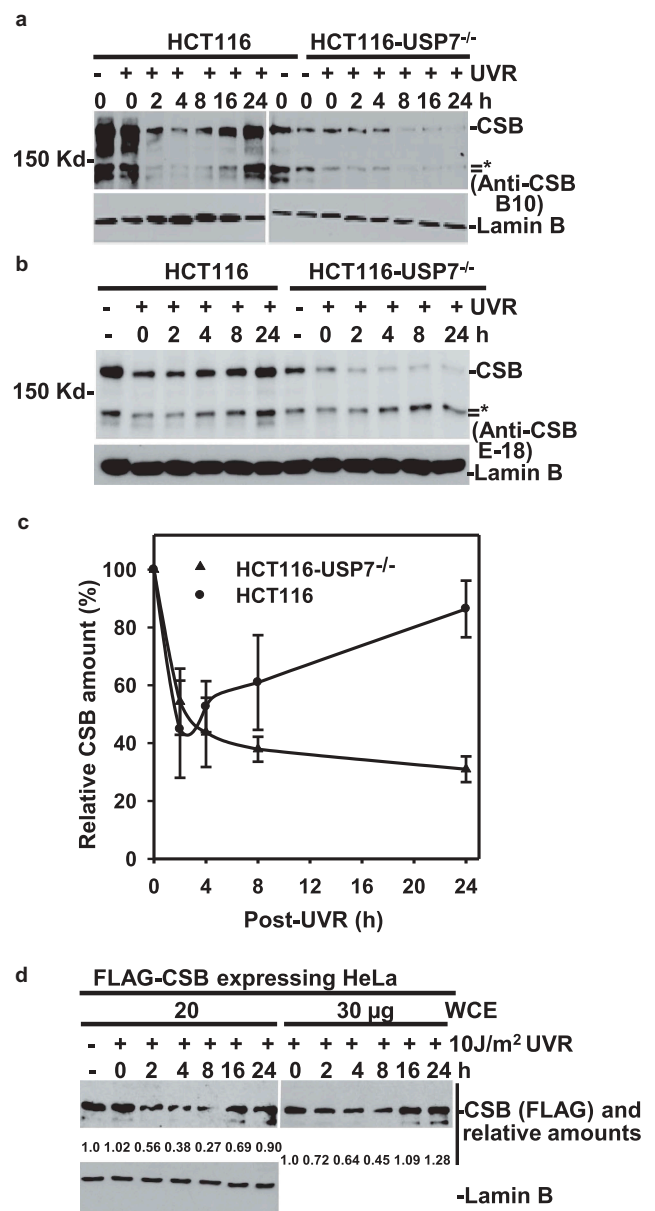 a
HCT116 HCT116-USP7-/-
- + + + + + + - + + + + + + UVR
0 0 2 4 8 16 24 0 0 2 4 8 16 24 h
-CSB
150 Kd-
=*
(Anti-CSB
B10)
-Lamin B
b
HCT116 HCT116-USP7-/-
- + + + + + - + + + + + UVR
- 0 2 4 8 24 - 0 2 4 8 24 h
-CSB
150 Kd-
=*
(Anti-CSB
E-18)
-Lamin B
c
Relative CSB amount (%)
100
80
60
40
20
0
▲ HCT116-USP7-/-
● HCT116
0 4 8 12 16 20 24
Post-UVR (h)
d
FLAG-CSB expressing HeLa
20 30 µg WCE
- + + + + + + + + + + + + 10J/m² UVR
- 0 2 4 8 16 24 0 2 4 8 16 24 h
-CSB (FLAG) and
relative amounts
1.0 1.02 0.56 0.38 0.27 0.69 0.90
1.0 0.72 0.64 0.45 1.09 1.28
-Lamin B